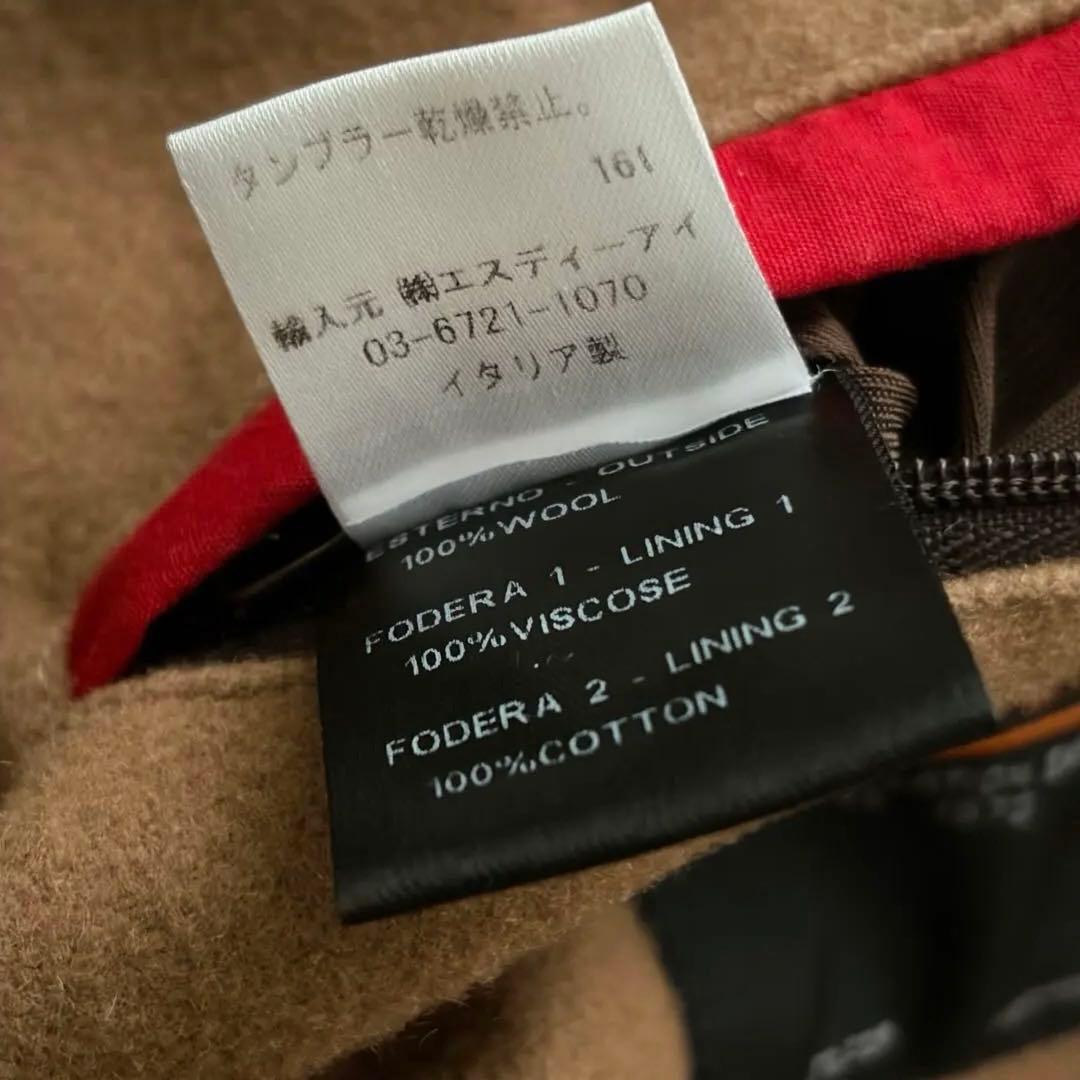 タンブラー乾燥禁止。
161
輸入元 ㈱エスディーアイ
03-6721-1070
イタリア製
ESTERNO - OUTSIDE
100%WOOL
FODERA 1 - LINING 1
100%VISCOSE
FODERA 2 - LINING 2
100%COTTON